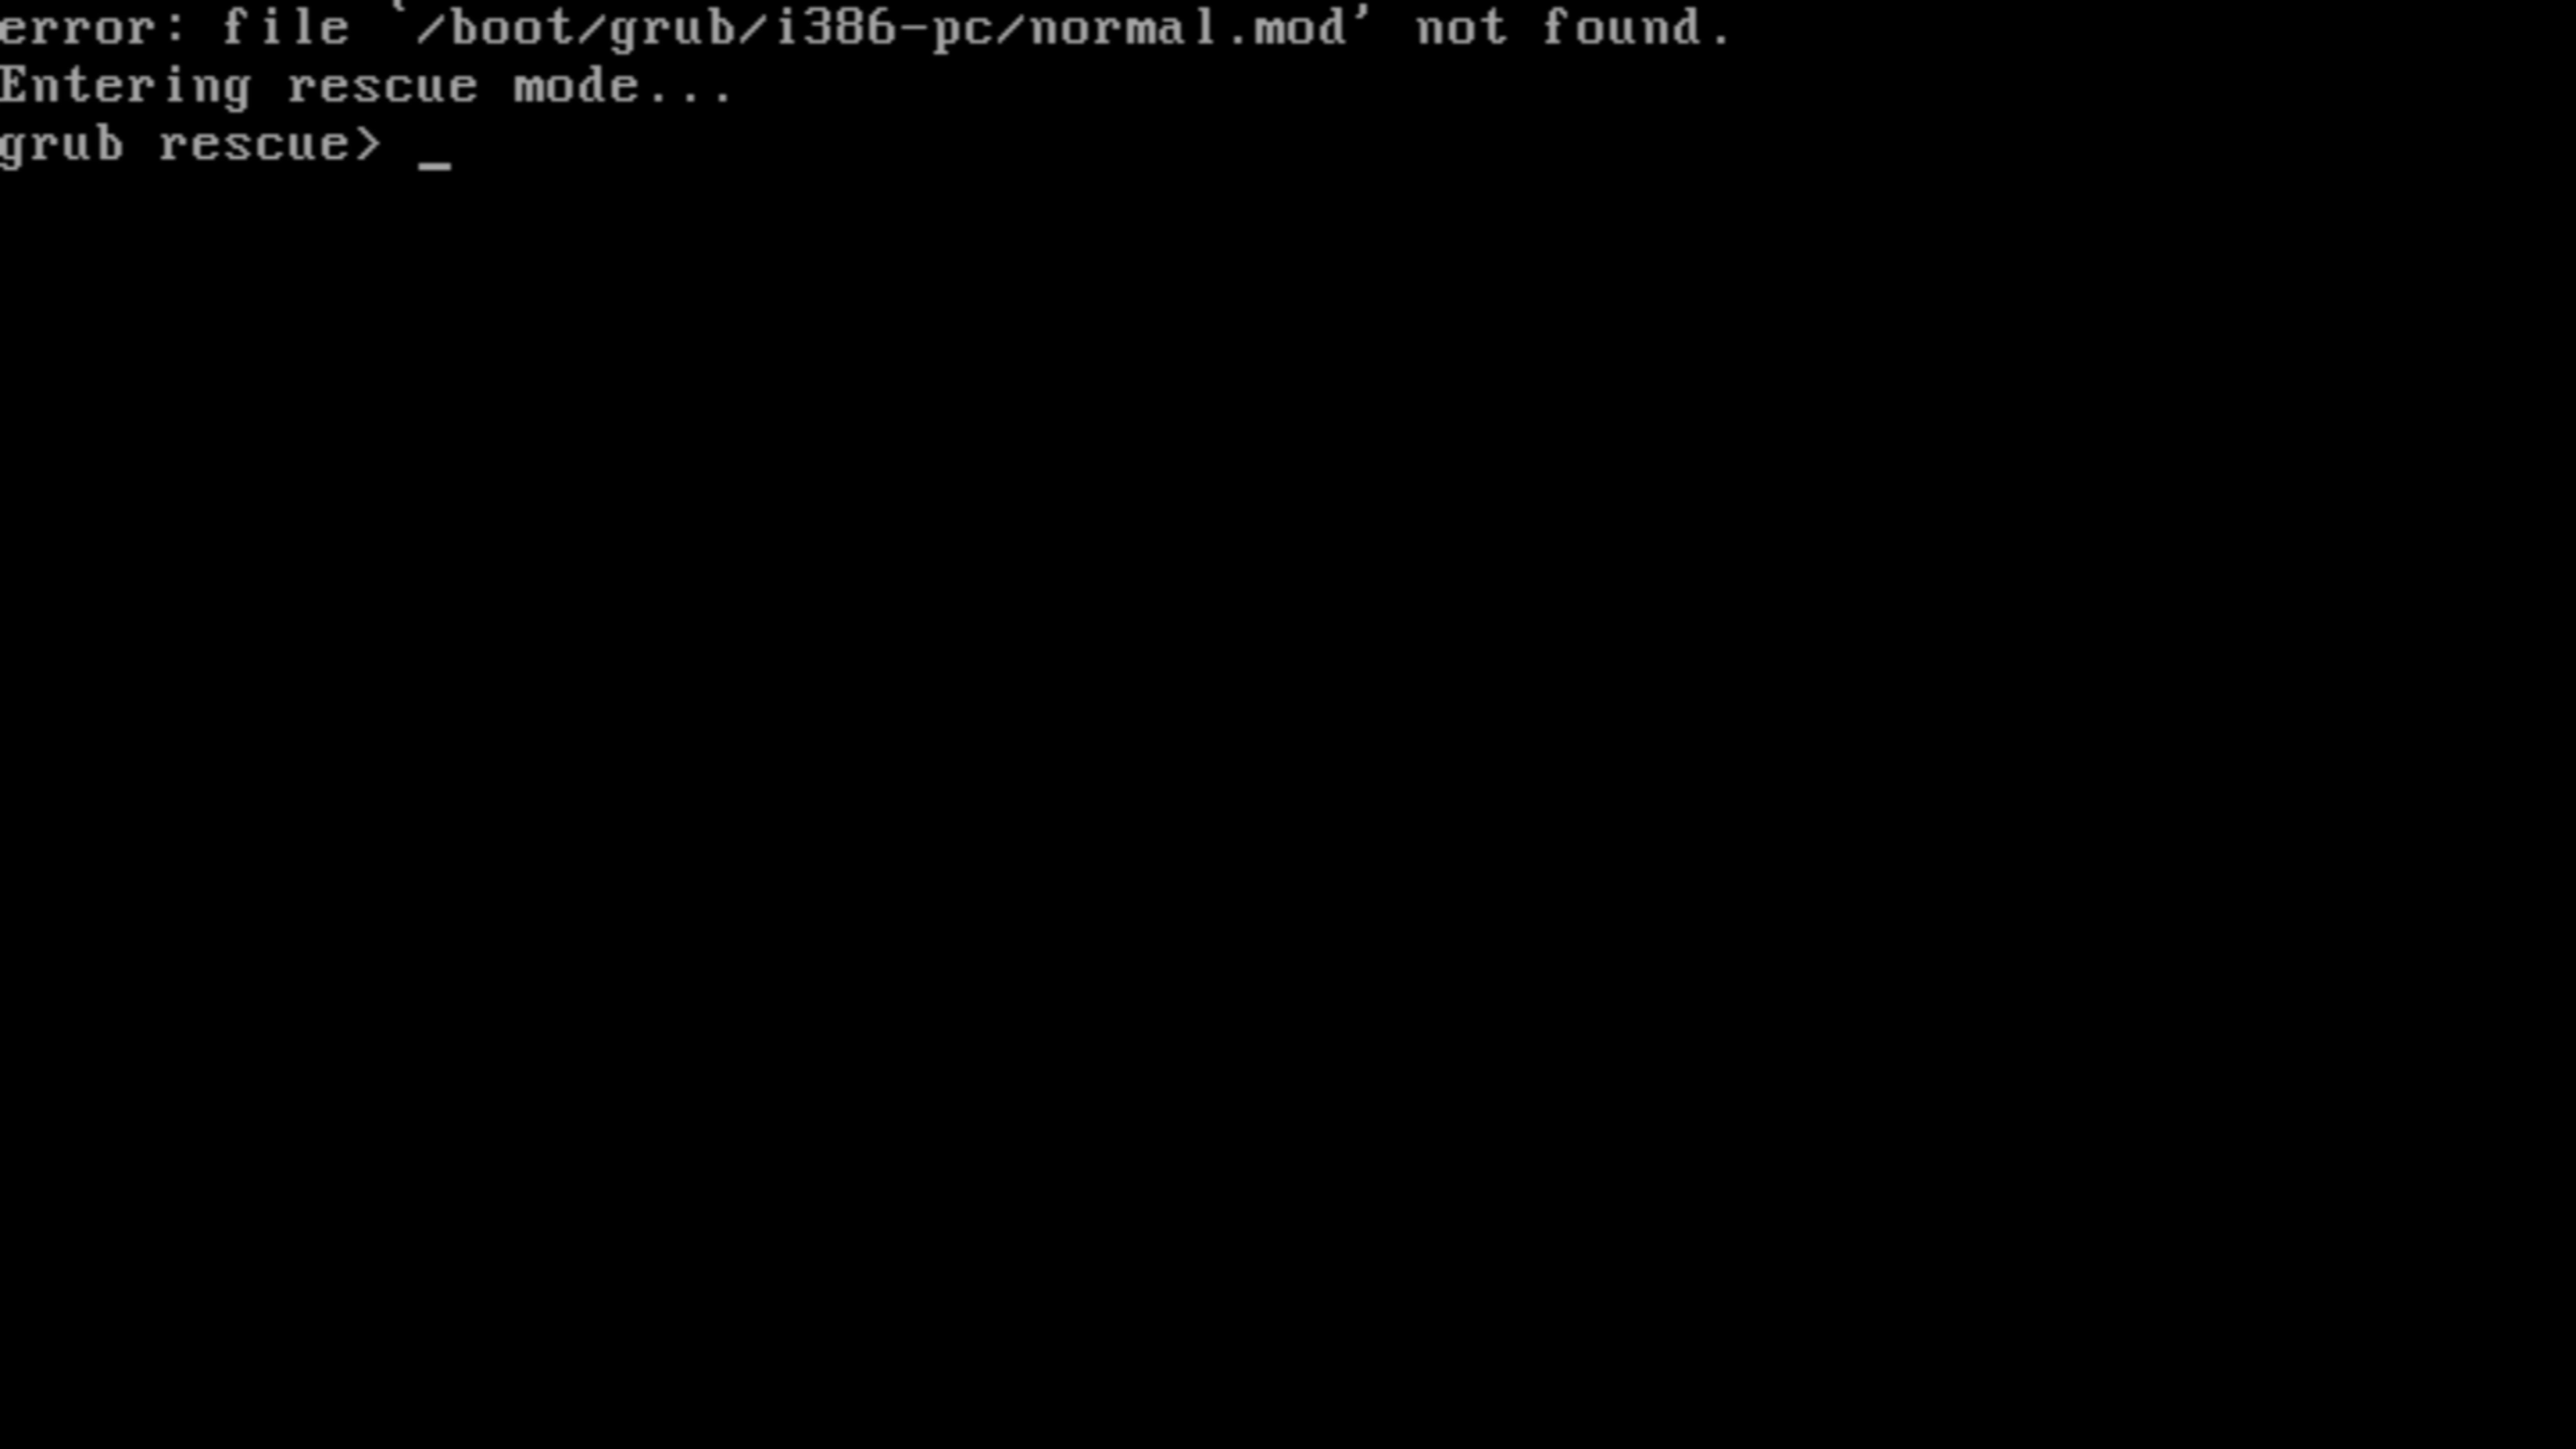 error: file `/boot/grub/i386-pc/normal.mod' not found.
Entering rescue mode...
grub rescue> _